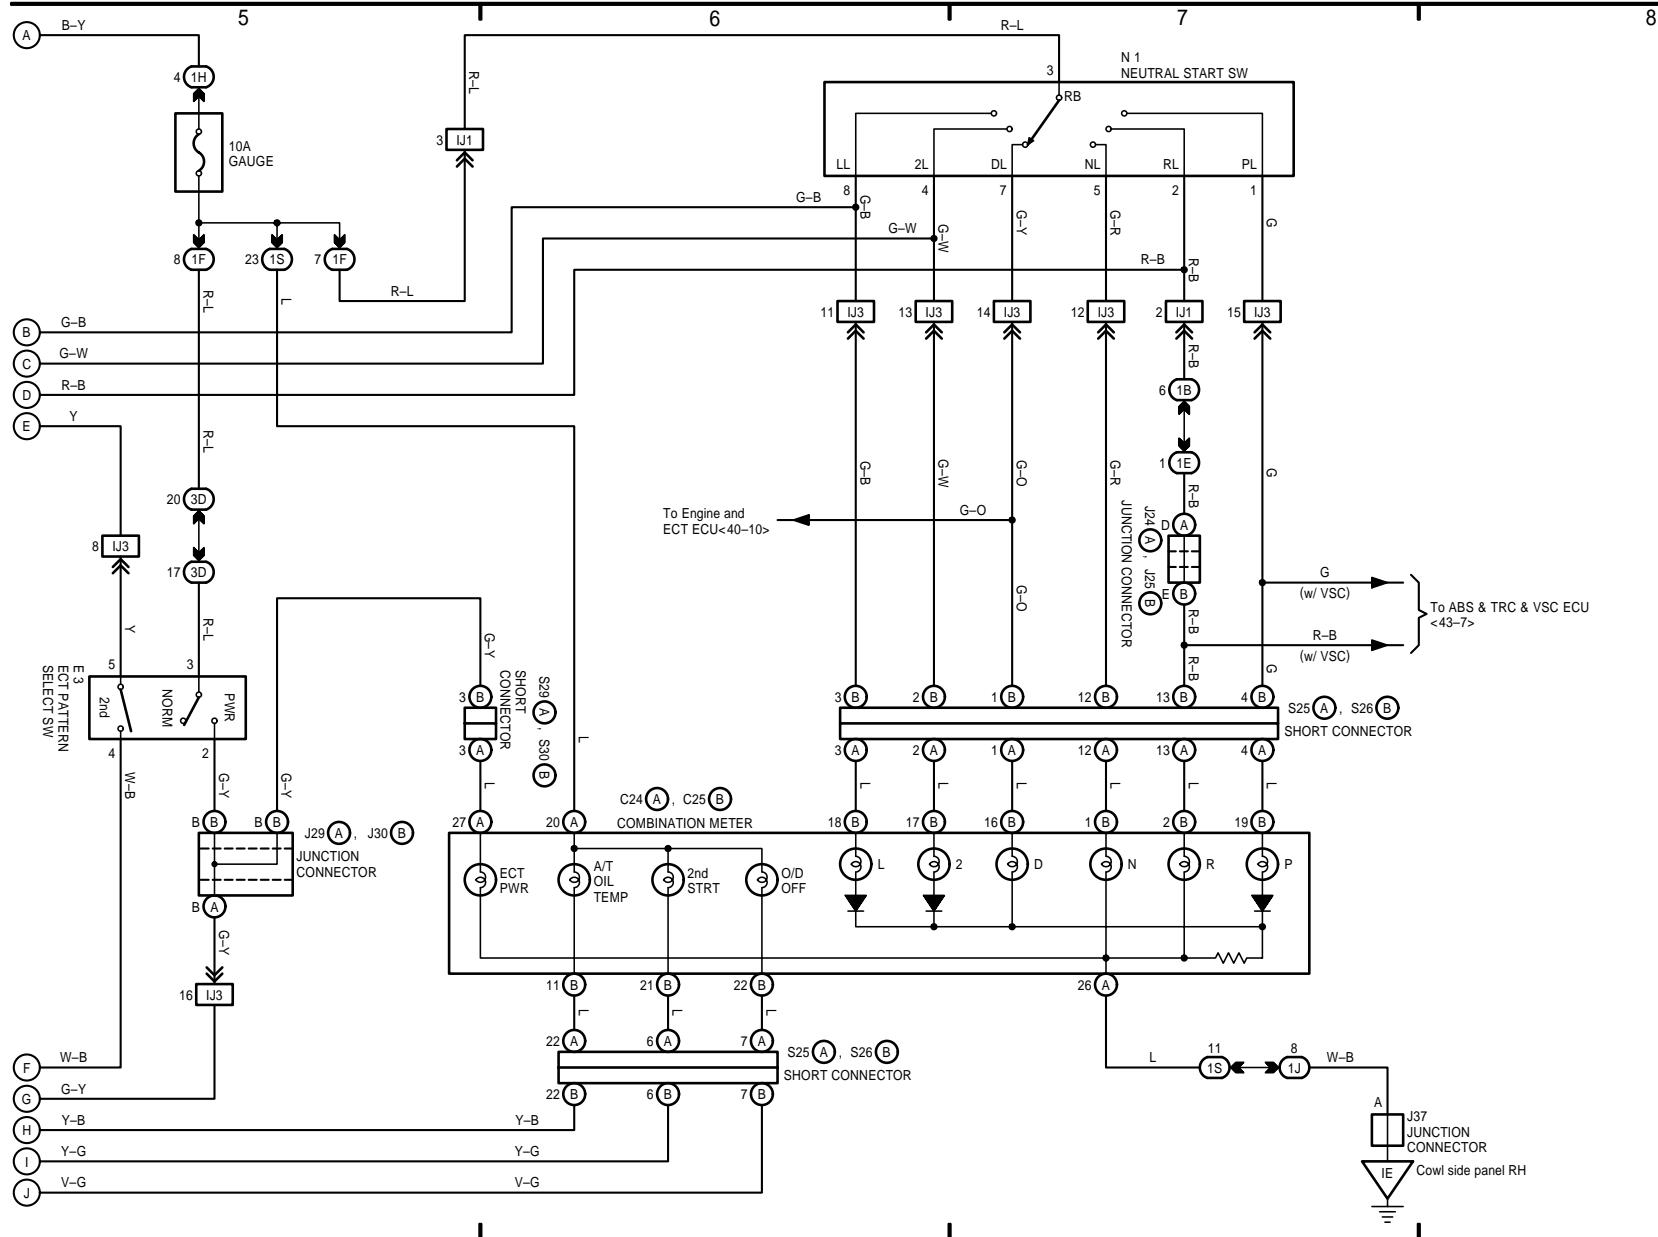 5 6 7 8
A B–Y
R–L
4 1H
R–L
3 IJ1
10A
GAUGE
N 1
NEUTRAL START SW
3
RB
LL 2L DL NL RL PL
8 4 7 5 2 1
G–B G–B
G–W G–W
G–Y
G–R
R–B R–B
G
8 1F 23 1S 7 1F
R–L
L
R–L
11 IJ3 13 IJ3 14 IJ3 12 IJ3 2 IJ1 15 IJ3
B G–B
C G–W
D R–B
E Y
R–B
6 1B
1 1E
R–L
G–B
G–W
G–O
G–R
R–B
G
20 3D
17 3D
8 IJ3
To Engine and
ECT ECU<40–10>
G–O
G–O
D A
J24 A , J25 B
JUNCTION CONNECTOR
E B
R–B
R–B
G
(w/ VSC)
R–B
(w/ VSC)
To ABS & TRC & VSC ECU
<43–7>
G
Y
R–L
5 3
E 3
ECT PATTERN
SELECT SW
2nd
NORM
PWR
4 2
W–B
G–Y
G–Y
G–Y
3 B
3 A
S29 A , S30 B
SHORT
CONNECTOR
L
L
3 B 2 B 1 B 12 B 13 B 4 B
S25 A , S26 B
SHORT CONNECTOR
3 A 2 A 1 A 12 A 13 A 4 A
L L L L L L
B B B B
J29 A , J30 B
JUNCTION
CONNECTOR
B A
G–Y
16 IJ3
C24 A , C25 B
COMBINATION METER
27 A 20 A 18 B 17 B 16 B 1 B 2 B 19 B
ECT
PWR
A/T
OIL
TEMP
2nd
STRT
O/D
OFF
L 2 D N R P
11 B 21 B 22 B 26 A
L L L
22 A 6 A 7 A
S25 A , S26 B
SHORT CONNECTOR
22 B 6 B 7 B
L
11 1S
8 1J
W–B
A
J37
JUNCTION
CONNECTOR
IE
Cowl side panel RH
F W–B
G G–Y
H Y–B Y–B
I Y–G Y–G
J V–G V–G